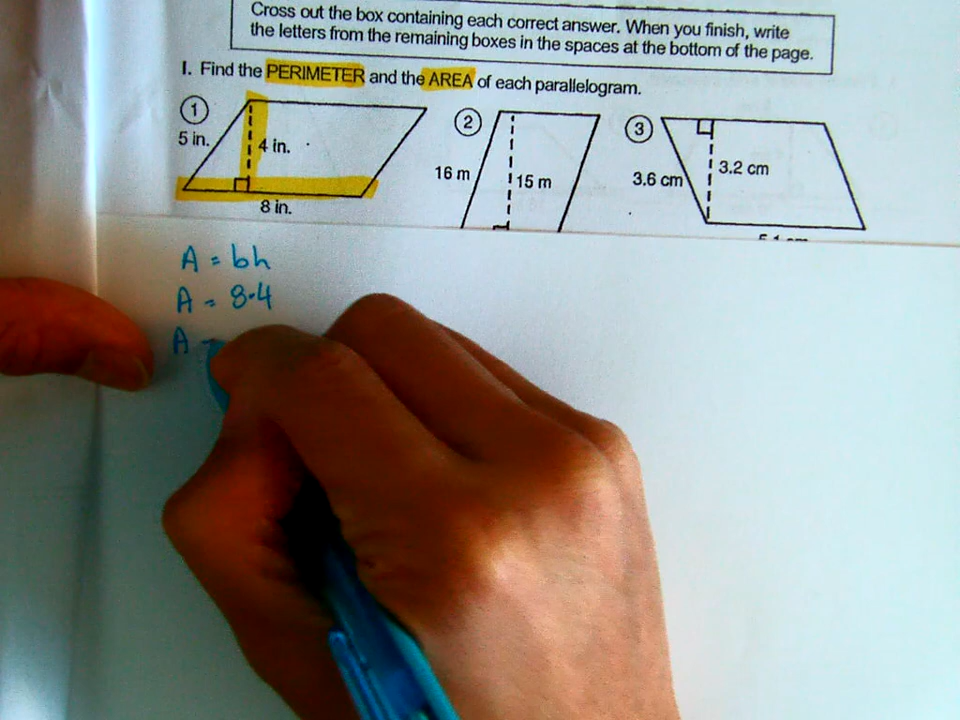 Cross out the box containing each correct answer. When you finish, write
the letters from the remaining boxes in the spaces at the bottom of the page.
I. Find the PERIMETER and the AREA of each parallelogram.
1
5 in.
4 in.
8 in.
2
16 m
15 m
3
3.6 cm
3.2 cm
A = bh
A = 8·4
A =